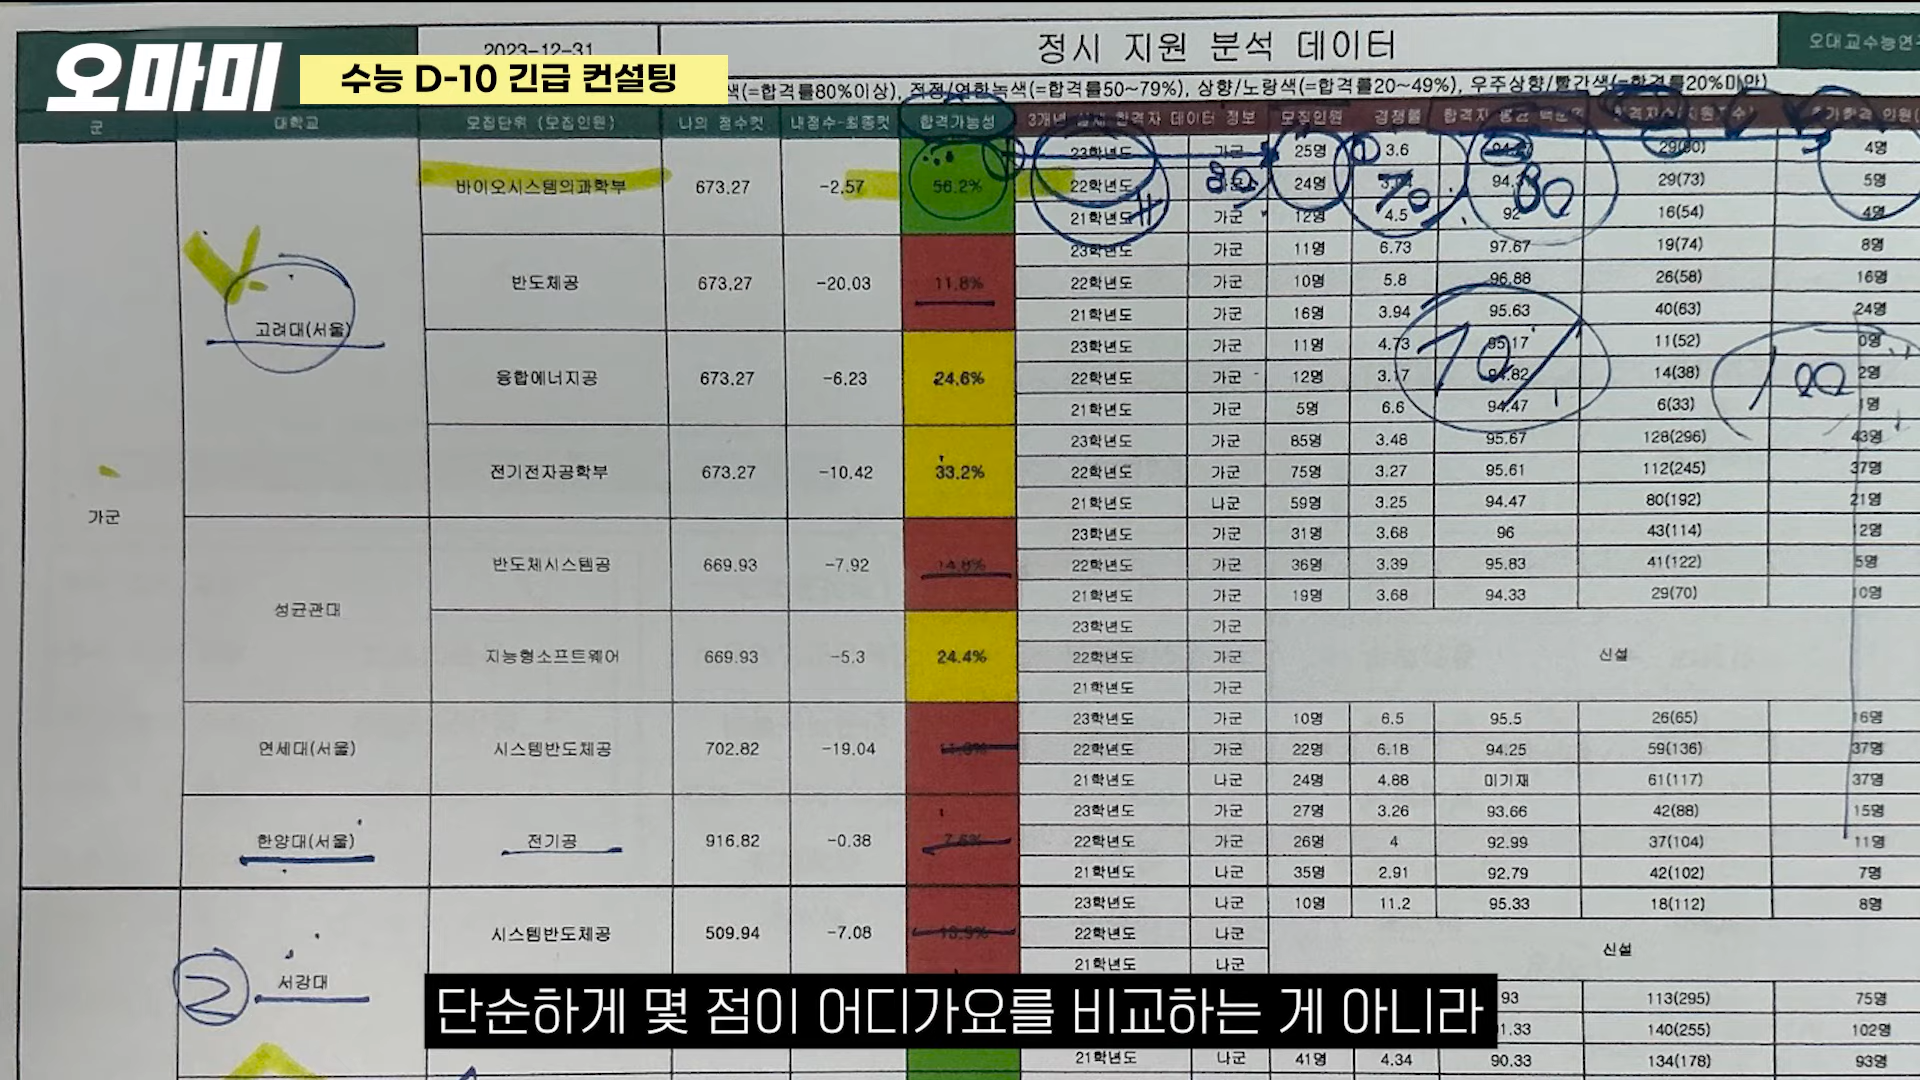 오마미
수능 D-10 긴급 컨설팅
2023-12-31
정시 지원 분석 데이터
오대교수능연구
색(=합격률80%이상), 적정/연한녹색(=합격률50~79%), 상향/노랑색(=합격률20~49%), 우주상향/빨간색(=합격률20%미만)
군 대학교 모집단위 (모집인원) 나의 점수컷 내점수-최종컷 합격가능성 3개년 실제 합격자 데이터 정보 모집인원 경쟁률 합격자 평균
가군
고려대(서울)
바이오시스템의과학부 673.27 -2.57 56.2%
23학년도 가군 25명 3.6 4명
22학년도 24명 29(73) 5명
21학년도 가군 12명 4.5 92 16(54) 4명
반도체공 673.27 -20.03 11.8%
23학년도 가군 11명 6.73 97.67 19(74) 8명
22학년도 가군 10명 5.8 96.88 26(58) 16명
21학년도 가군 16명 3.94 95.63 40(63) 24명
융합에너지공 673.27 -6.23 24.6%
23학년도 가군 11명 4.73 95.17 11(52) 0명
22학년도 가군 12명 3.17 94.82 14(38) 2명
21학년도 가군 5명 6.6 94.47 6(33) 1명
전기전자공학부 673.27 -10.42 33.2%
23학년도 가군 85명 3.48 95.67 128(296) 43명
22학년도 가군 75명 3.27 95.61 112(245) 37명
21학년도 나군 59명 3.25 94.47 80(192) 21명
성균관대
반도체시스템공 669.93 -7.92 14.8%
23학년도 가군 31명 3.68 96 43(114) 12명
22학년도 가군 36명 3.39 95.83 41(122) 5명
21학년도 가군 19명 3.68 94.33 29(70) 10명
지능형소프트웨어 669.93 -5.3 24.4%
23학년도 가군
22학년도 가군 신설
21학년도 가군
연세대(서울) 시스템반도체공 702.82 -19.04
23학년도 가군 10명 6.5 95.5 26(65) 16명
22학년도 가군 22명 6.18 94.25 59(136) 37명
21학년도 나군 24명 4.88 미기재 61(117) 37명
한양대(서울) 전기공 916.82 -0.38 7.6%
23학년도 가군 27명 3.26 93.66 42(88) 15명
22학년도 가군 26명 4 92.99 37(104) 11명
21학년도 나군 35명 2.91 92.79 42(102) 7명
서강대
시스템반도체공 509.94 -7.08
23학년도 나군 10명 11.2 95.33 18(112) 8명
22학년도 나군 신설
21학년도 나군
93 113(295) 75명
140(255) 102명
21학년도 나군 41명 4.34 90.33 134(178) 93명
80 70 80
70%
100
2
단순하게 몇 점이 어디가요를 비교하는 게 아니라